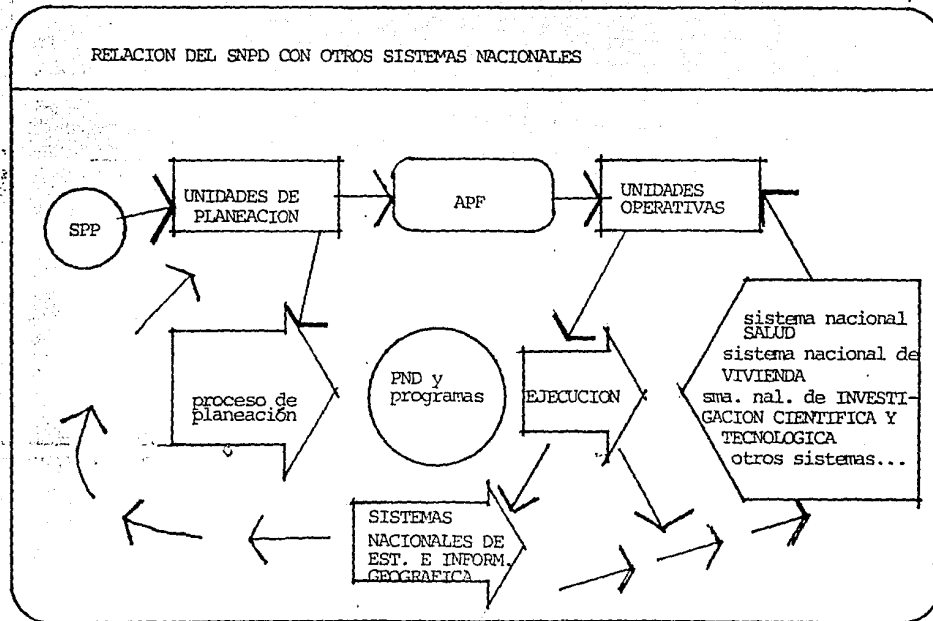 RELACION DEL SNPD CON OTROS SISTEMAS NACIONALES
SPP
UNIDADES DE
PLANEACION
APF
UNIDADES
OPERATIVAS
proceso de
planeación
PND y
programas
EJECUCION
sistema nacional
SALUD
sistema nacional de
VIVIENDA
sma. nal. de INVESTI-
GACION CIENTIFICA Y
TECNOLOGICA
otros sistemas...
SISTEMAS
NACIONALES DE
EST. E INFORM.
GEOGRAFICA